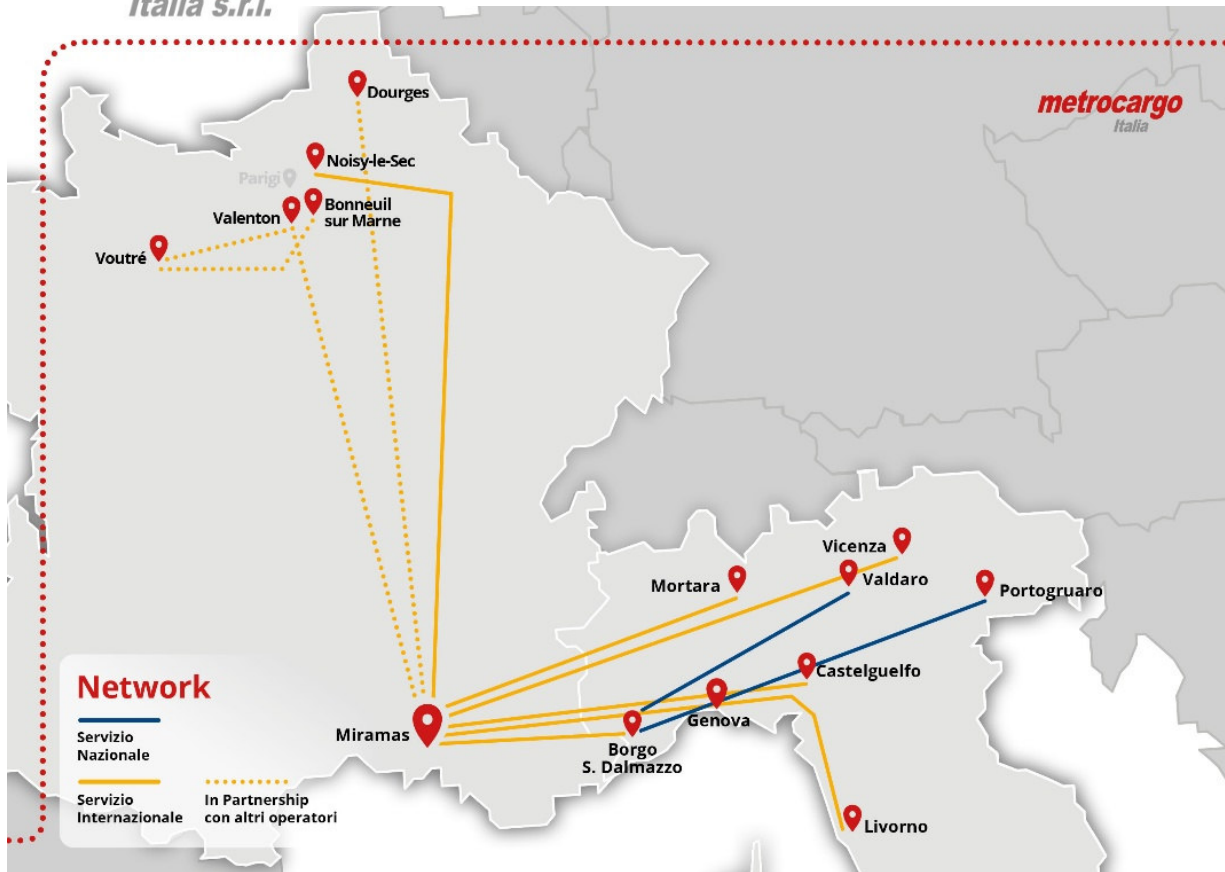 Italia s.r.l.
metrocargo
Italia
Dourges
Noisy-le-Sec
Parigi
Valenton
Bonneuil
sur Marne
Voutré
Vicenza
Mortara
Valdaro
Portogruaro
Castelguelfo
Genova
Miramas
Borgo
S. Dalmazzo
Livorno
Network
Servizio
Nazionale
Servizio
Internazionale
In Partnership
con altri operatori